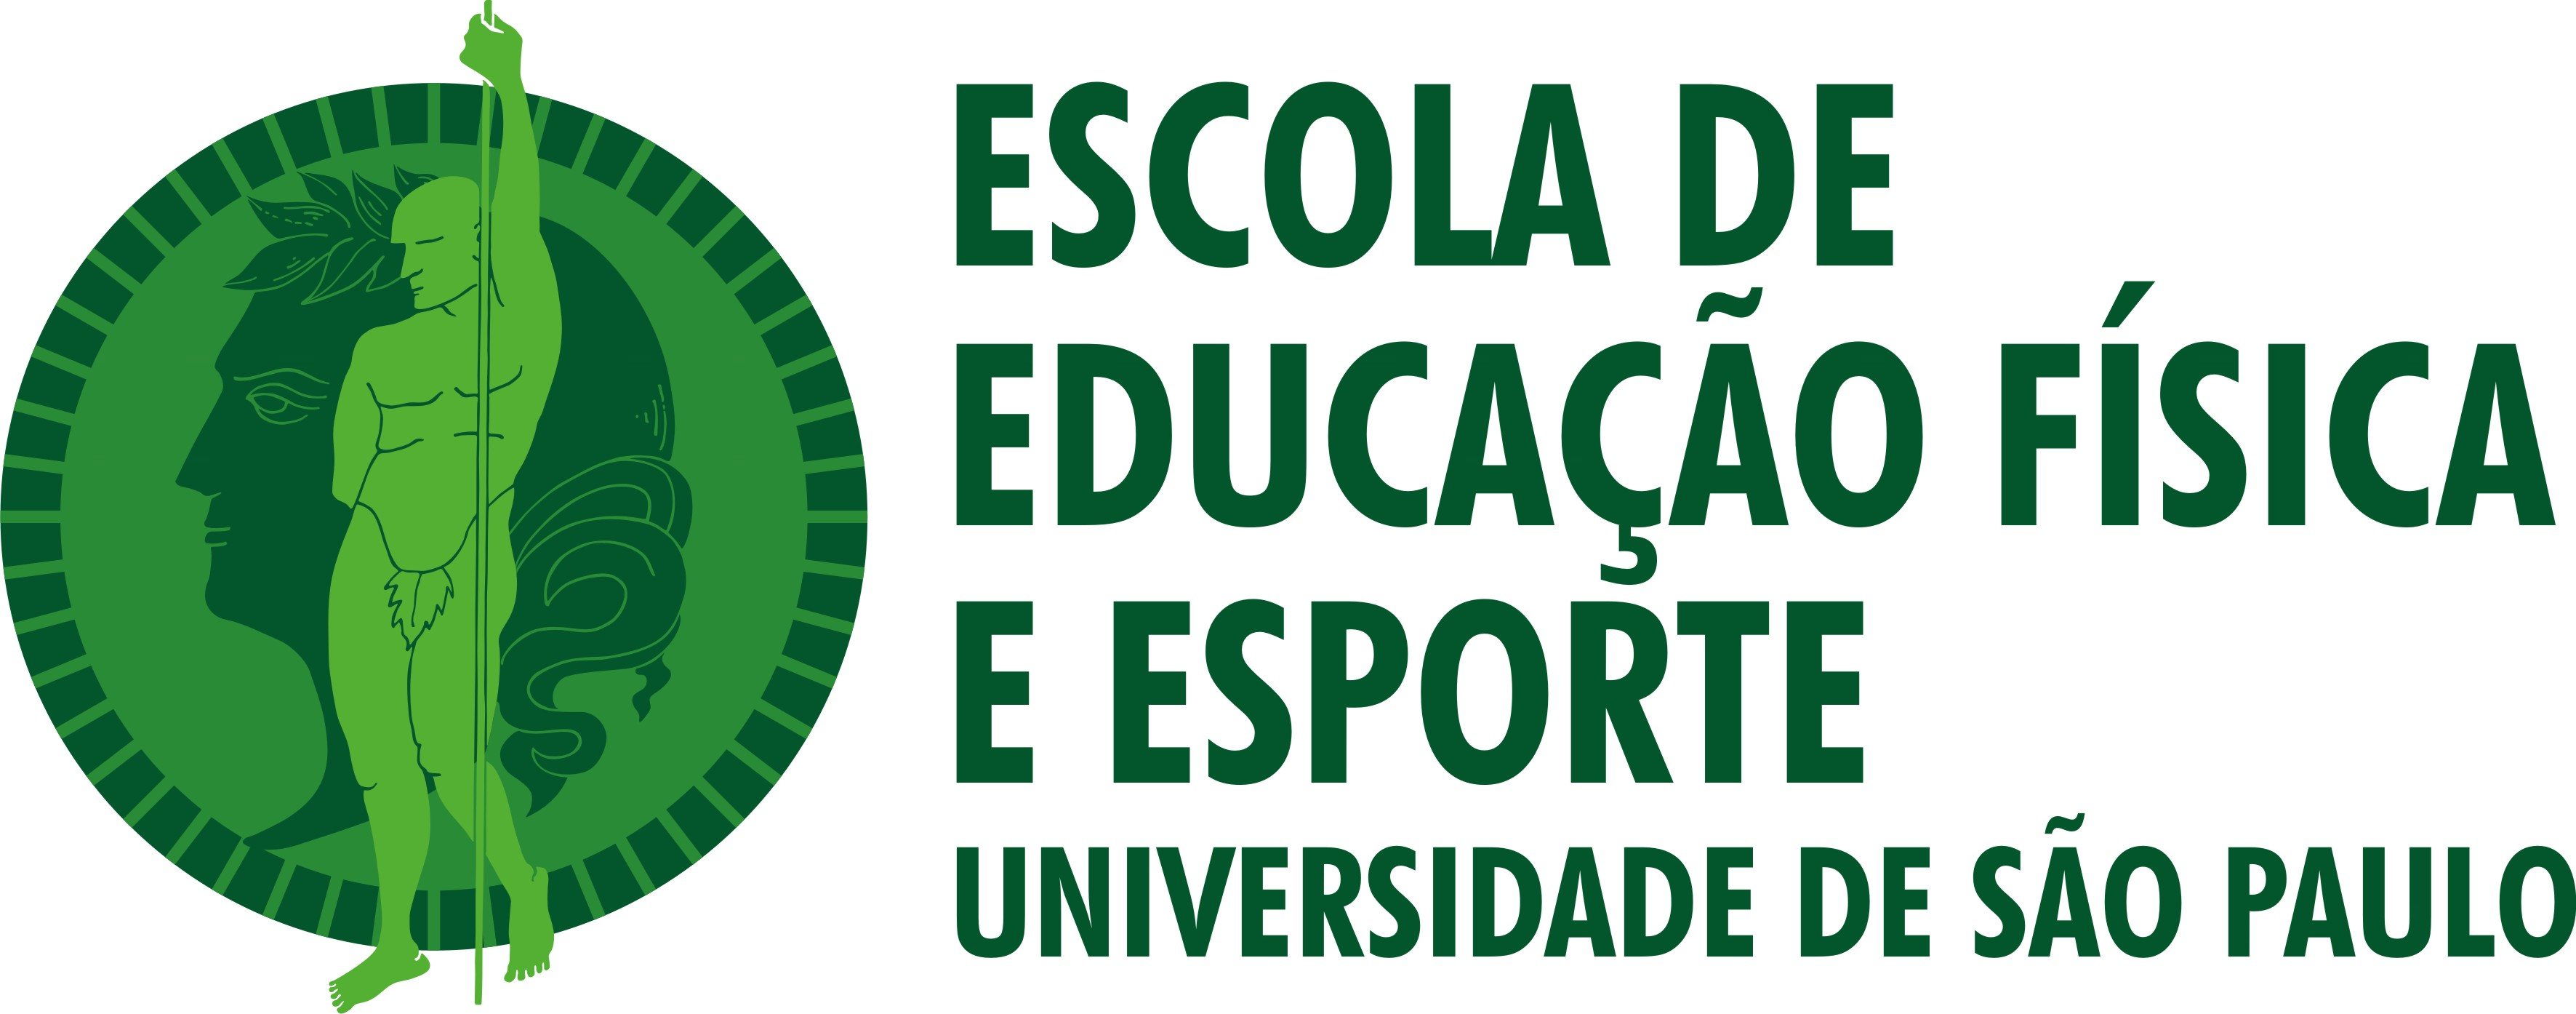 ESCOLA DE
EDUCAÇÃO FÍSICA
E ESPORTE
UNIVERSIDADE DE SÃO PAULO